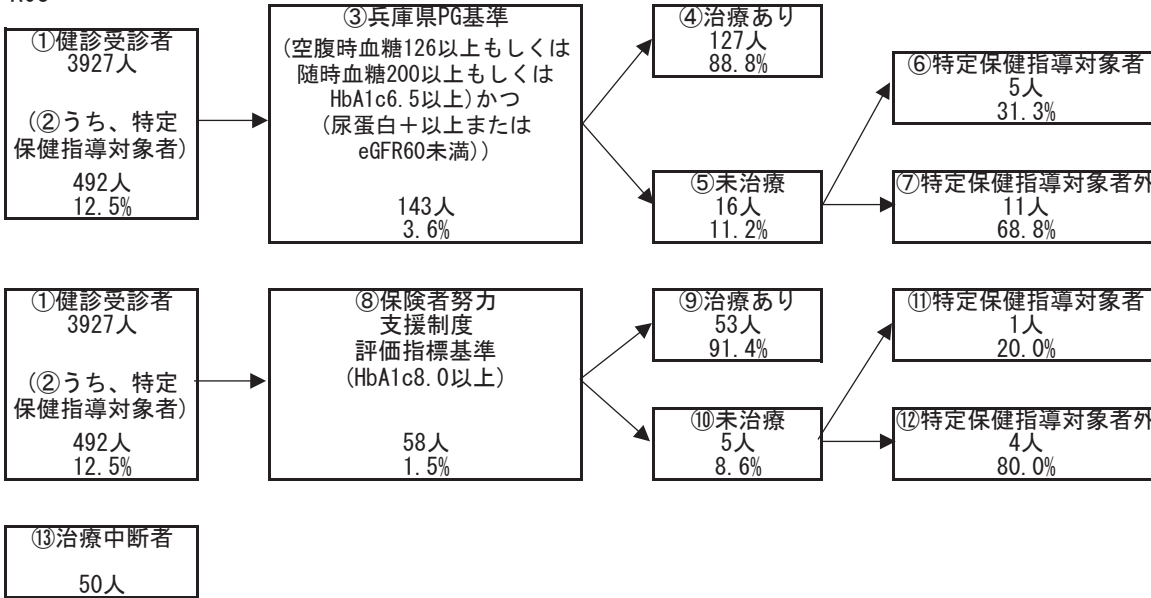 ①健診受診者
3927人
(②うち、特定
保健指導対象者)
492人
12.5%
③兵庫県PG基準
(空腹時血糖126以上もしくは
随時血糖200以上もしくは
HbA1c6.5以上)かつ
(尿蛋白+以上または
eGFR60未満))
143人
3.6%
④治療あり
127人
88.8%
⑤未治療
16人
11.2%
⑥特定保健指導対象者
5人
31.3%
⑦特定保健指導対象者外
11人
68.8%
①健診受診者
3927人
(②うち、特定
保健指導対象者)
492人
12.5%
⑧保険者努力
支援制度
評価指標基準
(HbA1c8.0以上)
58人
1.5%
⑨治療あり
53人
91.4%
⑩未治療
5人
8.6%
⑪特定保健指導対象者
1人
20.0%
⑫特定保健指導対象者外
4人
80.0%
⑬治療中断者
50人